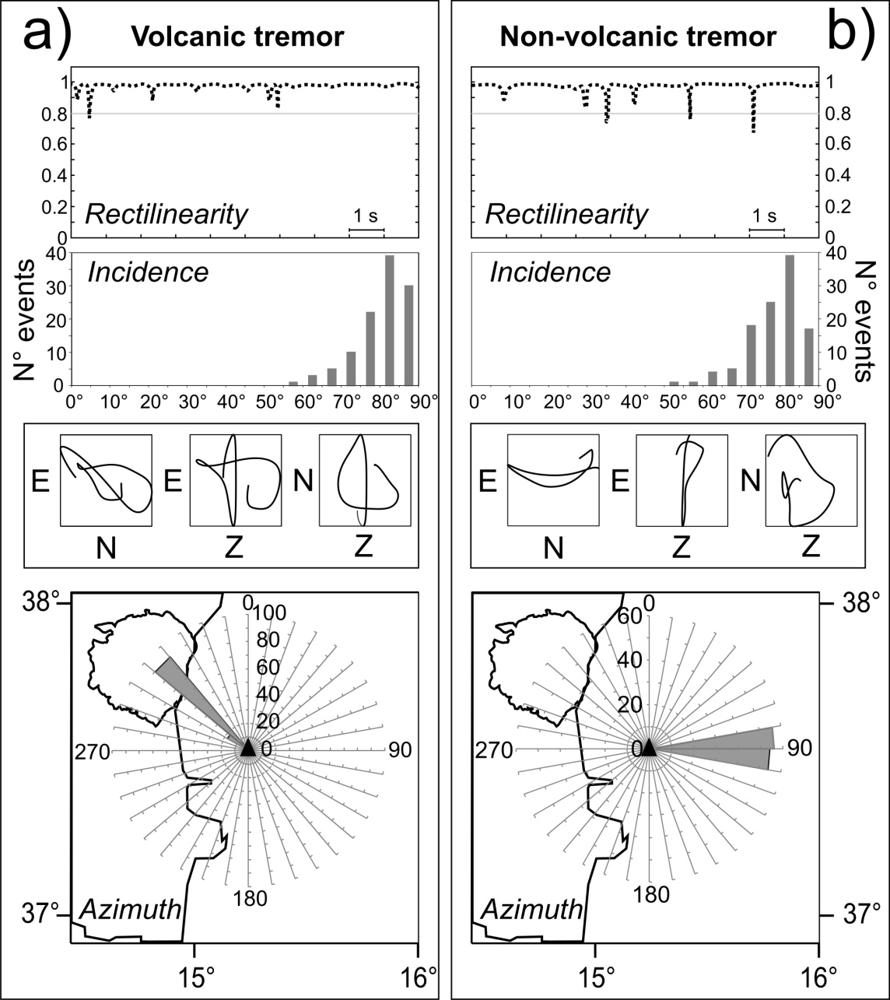 a) Volcanic tremor
1
0.8
0.6
0.4
0.2
0
Rectilinearity
1 s
N° events
40
30
20
10
0
Incidence
0° 10° 20° 30° 40° 50° 60° 70° 80° 90°
E N
E Z
N Z
38°
37°
0
100
80
60
40
20
0
90
180
270
Azimuth
15° 16°
Non-volcanic tremor b)
1
0.8
0.6
0.4
0.2
0
Rectilinearity
1 s
Incidence
40
30
20
10
0
N° events
0° 10° 20° 30° 40° 50° 60° 70° 80° 90°
E N
E Z
N Z
0
60
40
20
0
90
180
270
38°
37°
Azimuth
15° 16°